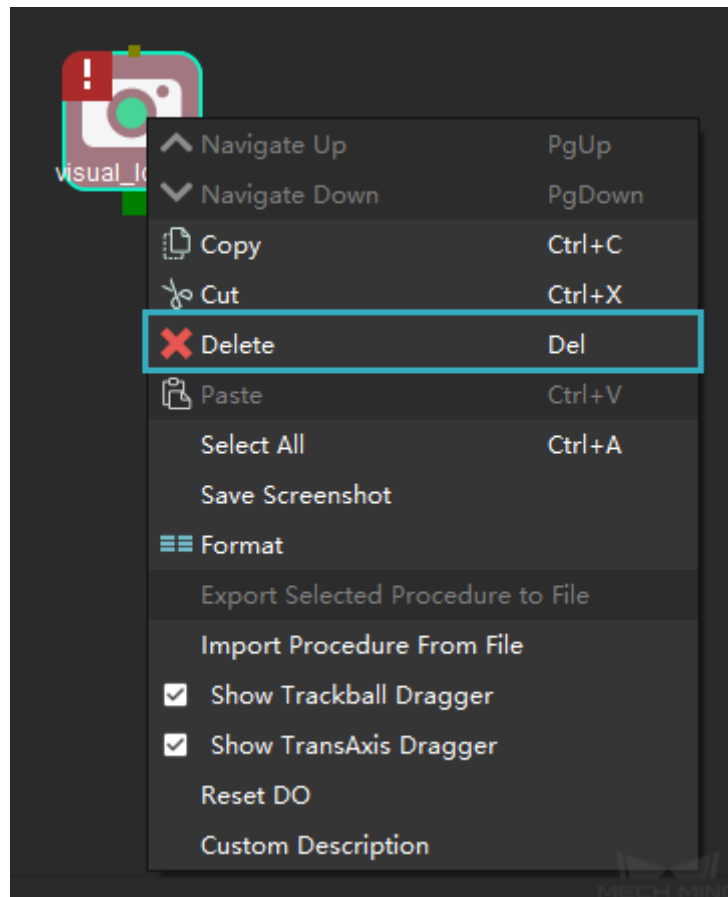 !
visual_lo
Navigate Up PgUp
Navigate Down PgDown
Copy Ctrl+C
Cut Ctrl+X
Delete Del
Paste Ctrl+V
Select All Ctrl+A
Save Screenshot
Format
Export Selected Procedure to File
Import Procedure From File
Show Trackball Dragger
Show TransAxis Dragger
Reset DO
Custom Description
MECH MIND